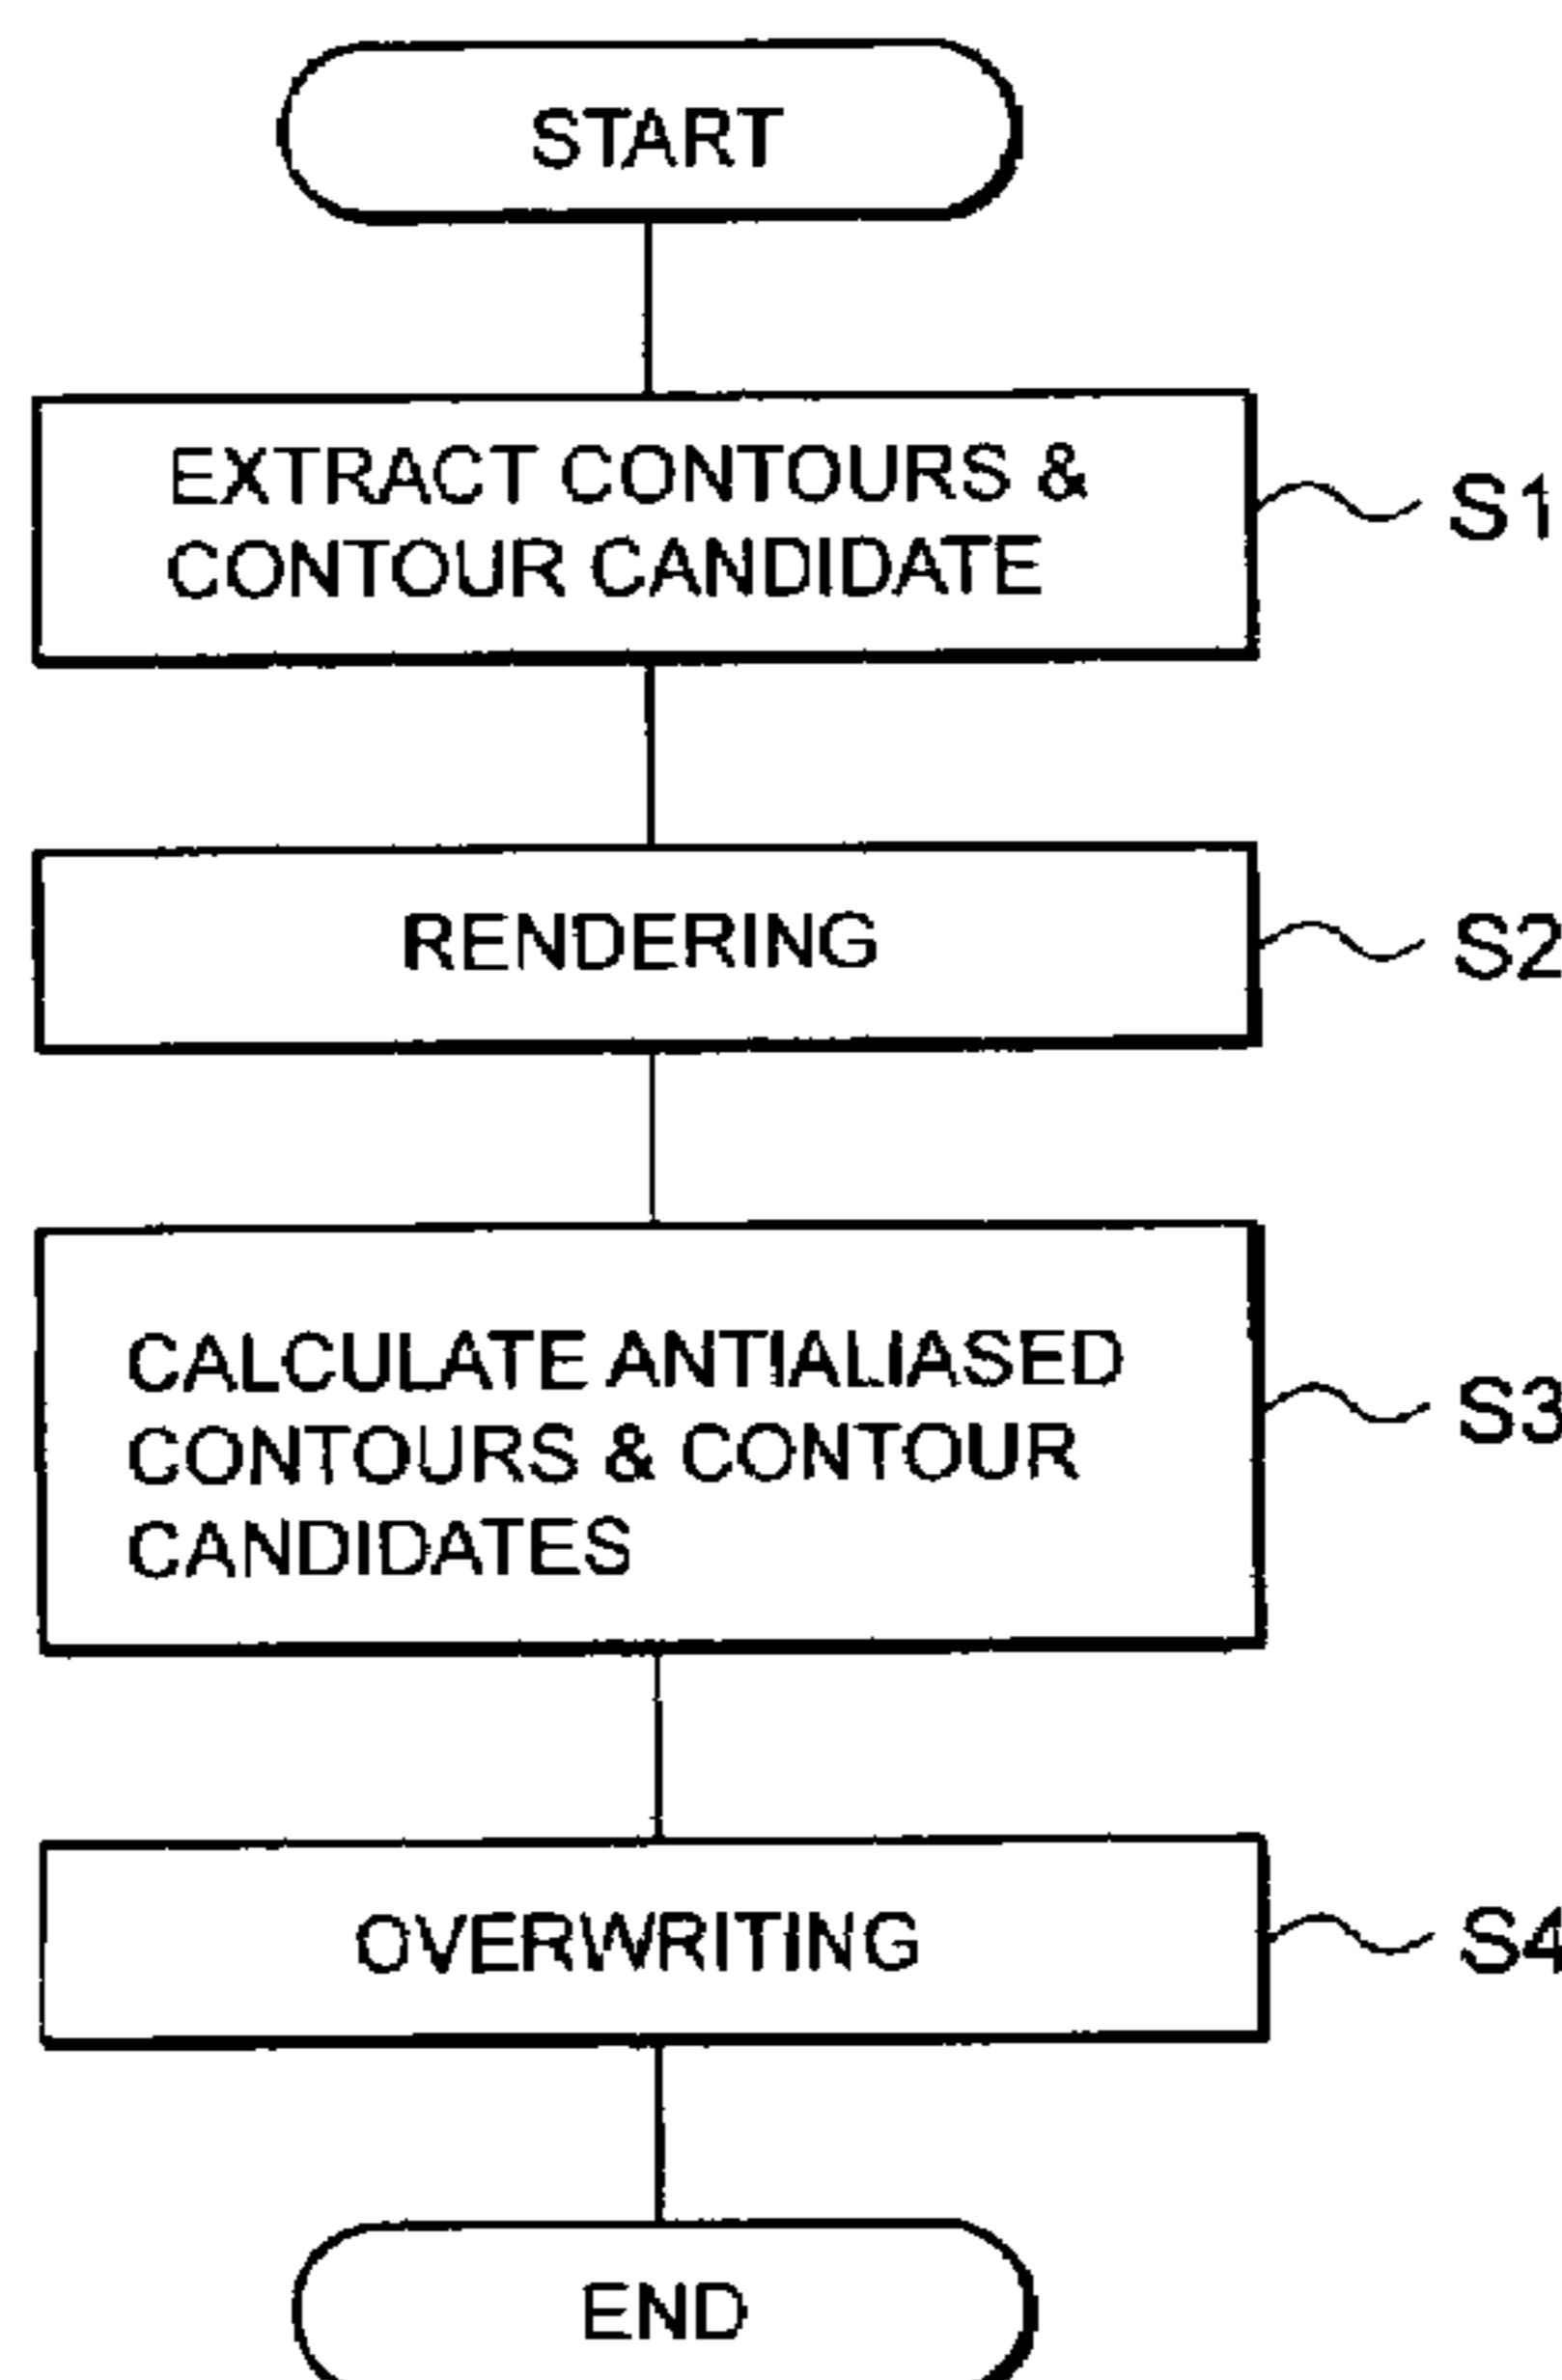 START
EXTRACT CONTOURS &
CONTOUR CANDIDATE
S1
RENDERING
S2
CALCULATE ANTIALIASED
CONTOURS & CONTOUR
CANDIDATES
S3
OVERWRITING
S4
END